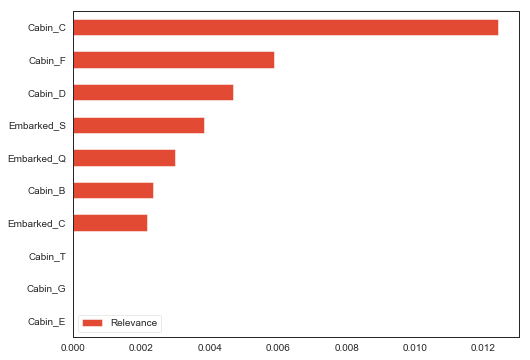 Cabin_C
Cabin_F
Cabin_D
Embarked_S
Embarked_Q
Cabin_B
Embarked_C
Cabin_T
Cabin_G
Cabin_E
Relevance
0.000 0.002 0.004 0.006 0.008 0.010 0.012